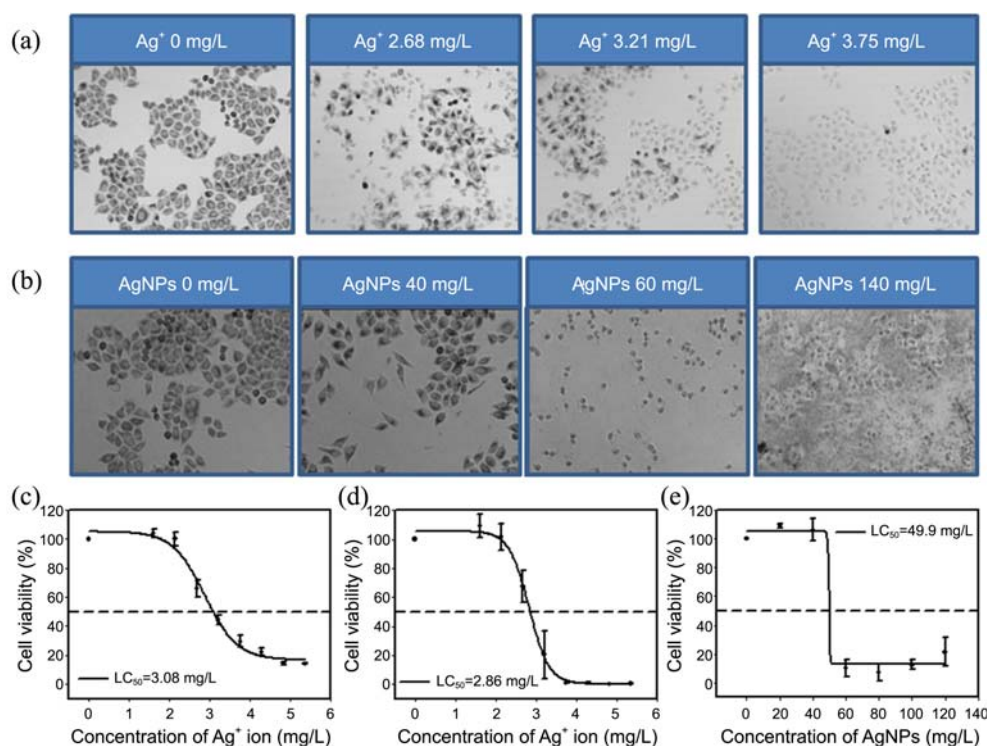 (a)
Ag⁺ 0 mg/L
Ag⁺ 2.68 mg/L
Ag⁺ 3.21 mg/L
Ag⁺ 3.75 mg/L
(b)
AgNPs 0 mg/L
AgNPs 40 mg/L
AgNPs 60 mg/L
AgNPs 140 mg/L
(c)
120
100
80
60
40
20
0
Cell viability (%)
LC₅₀=3.08 mg/L
0 1 2 3 4 5 6
Concentration of Ag⁺ ion (mg/L)
(d)
120
100
80
60
40
20
0
Cell viability (%)
LC₅₀=2.86 mg/L
0 1 2 3 4 5 6
Concentration of Ag⁺ ion (mg/L)
(e)
120
100
80
60
40
20
0
Cell viability (%)
LC₅₀=49.9 mg/L
0 20 40 60 80 100 120 140
Concentration of AgNPs (mg/L)